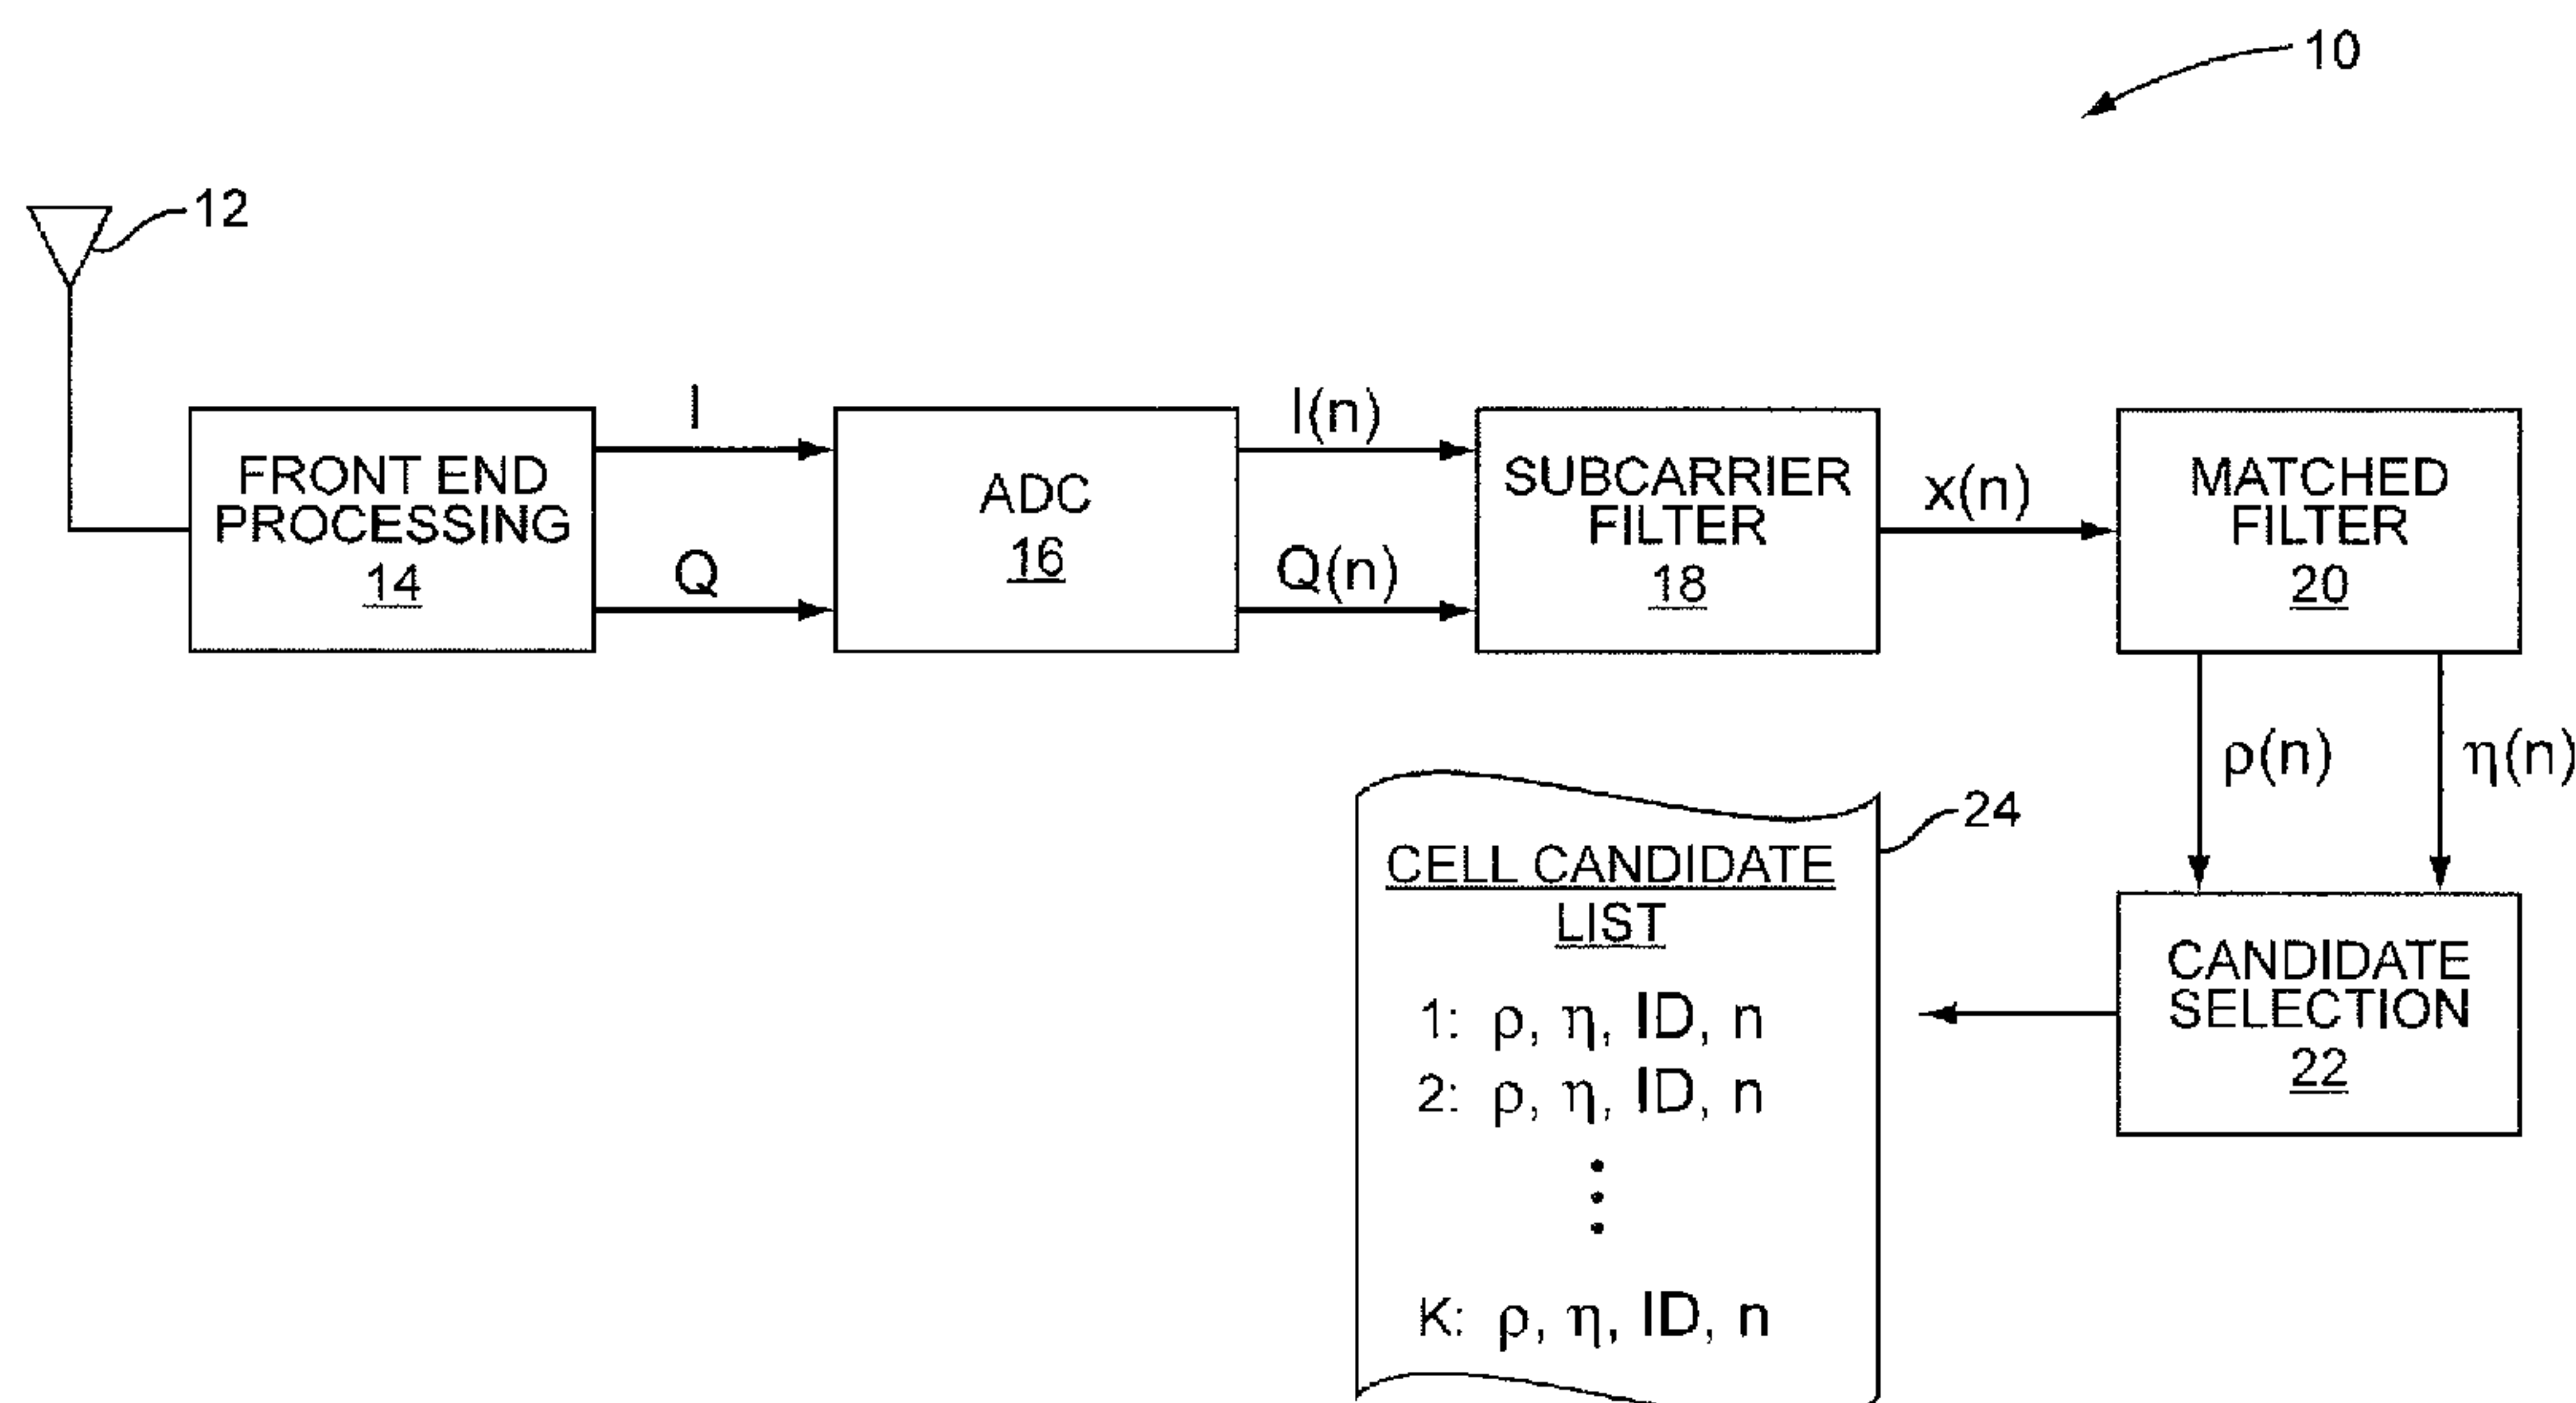 10
12
FRONT END
PROCESSING
14
I
Q
ADC
16
I(n)
Q(n)
SUBCARRIER
FILTER
18
x(n)
MATCHED
FILTER
20
ρ(n)
η(n)
CANDIDATE
SELECTION
22
24
CELL CANDIDATE
LIST
1: ρ, η, ID, n
2: ρ, η, ID, n
K: ρ, η, ID, n